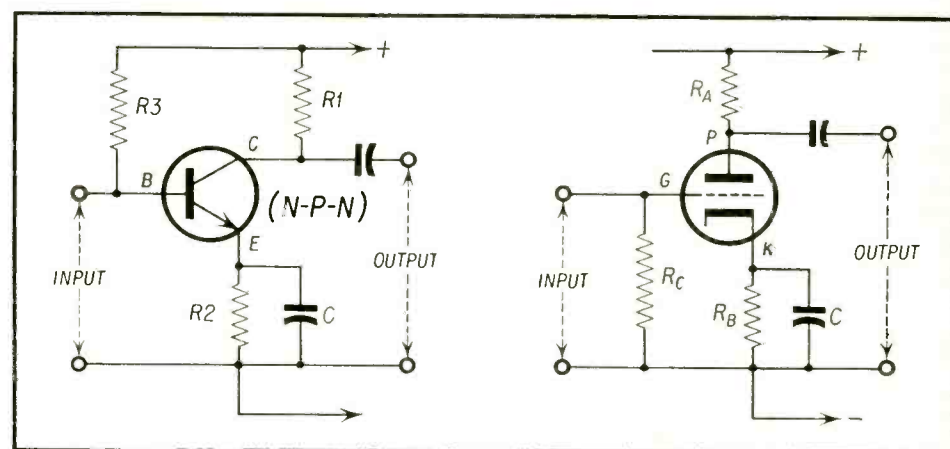 +
R3
R1
C
B
(N-P-N)
E
INPUT
OUTPUT
R2
C
+
RA
P
G
K
INPUT
RC
OUTPUT
RB
C
-